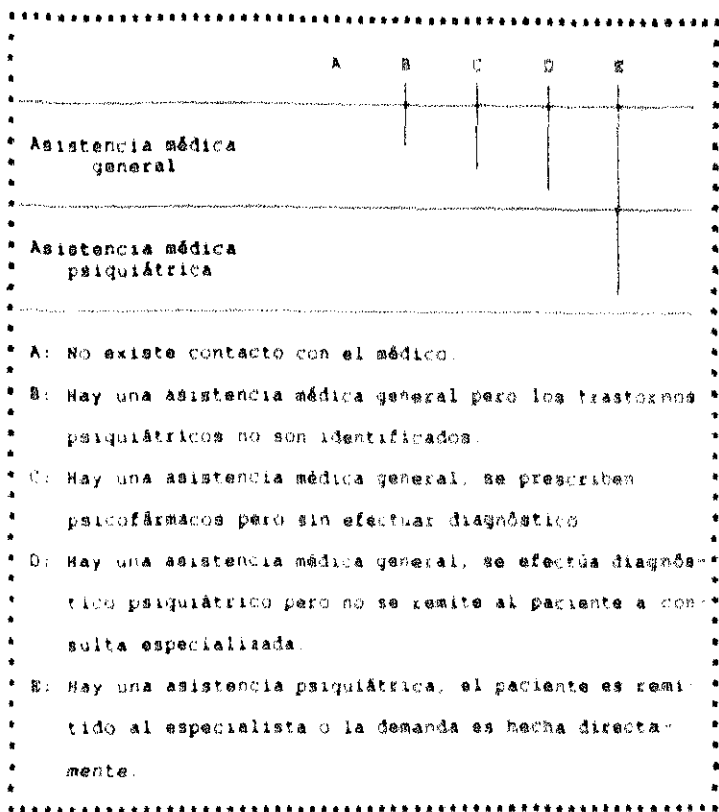 A B C D E
Asistencia médica
general
Asistencia médica
psiquiátrica
A: No existe contacto con el médico.
B: Hay una asistencia médica general pero los trastornos
psiquiátricos no son identificados.
C: Hay una asistencia médica general, se prescriben
psicofármacos pero sin efectuar diagnóstico
D: Hay una asistencia médica general, se efectúa diagnós-
tico psiquiátrico pero no se remite al paciente a con-
sulta especializada.
E: Hay una asistencia psiquiátrica, el paciente es remi-
tido al especialista o la demanda es hecha directa-
mente.